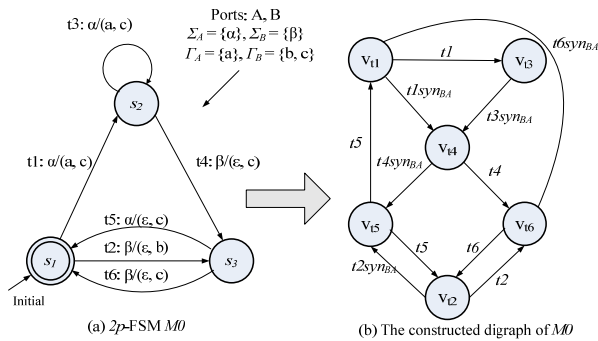 t3: α/(a, c)
Ports: A, B
Σ_A = {α}, Σ_B = {β}
Γ_A = {a}, Γ_B = {b, c}
s2
t1: α/(a, c)
t4: β/(ε, c)
t5: α/(ε, c)
t2: β/(ε, b)
t6: β/(ε, c)
s1
s3
Initial
(a) 2p-FSM M0
t6syn_BA
v_t1
t1
v_t3
t1syn_BA
t3syn_BA
v_t4
t5
t4syn_BA
t4
v_t5
v_t6
t5
t6
t2syn_BA
t2
v_t2
(b) The constructed digraph of M0